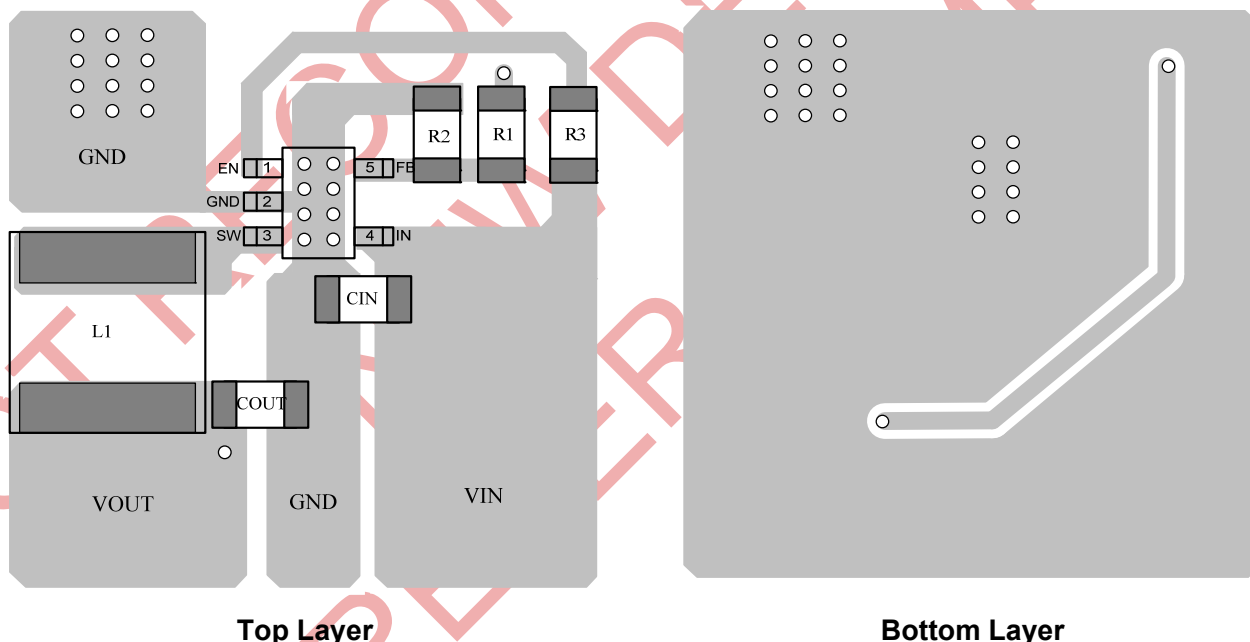 GND
R2
R1
R3
EN 1
5 FB
GND 2
SW 3
4 IN
CIN
L1
COUT
VOUT
GND
VIN
Top Layer
Bottom Layer